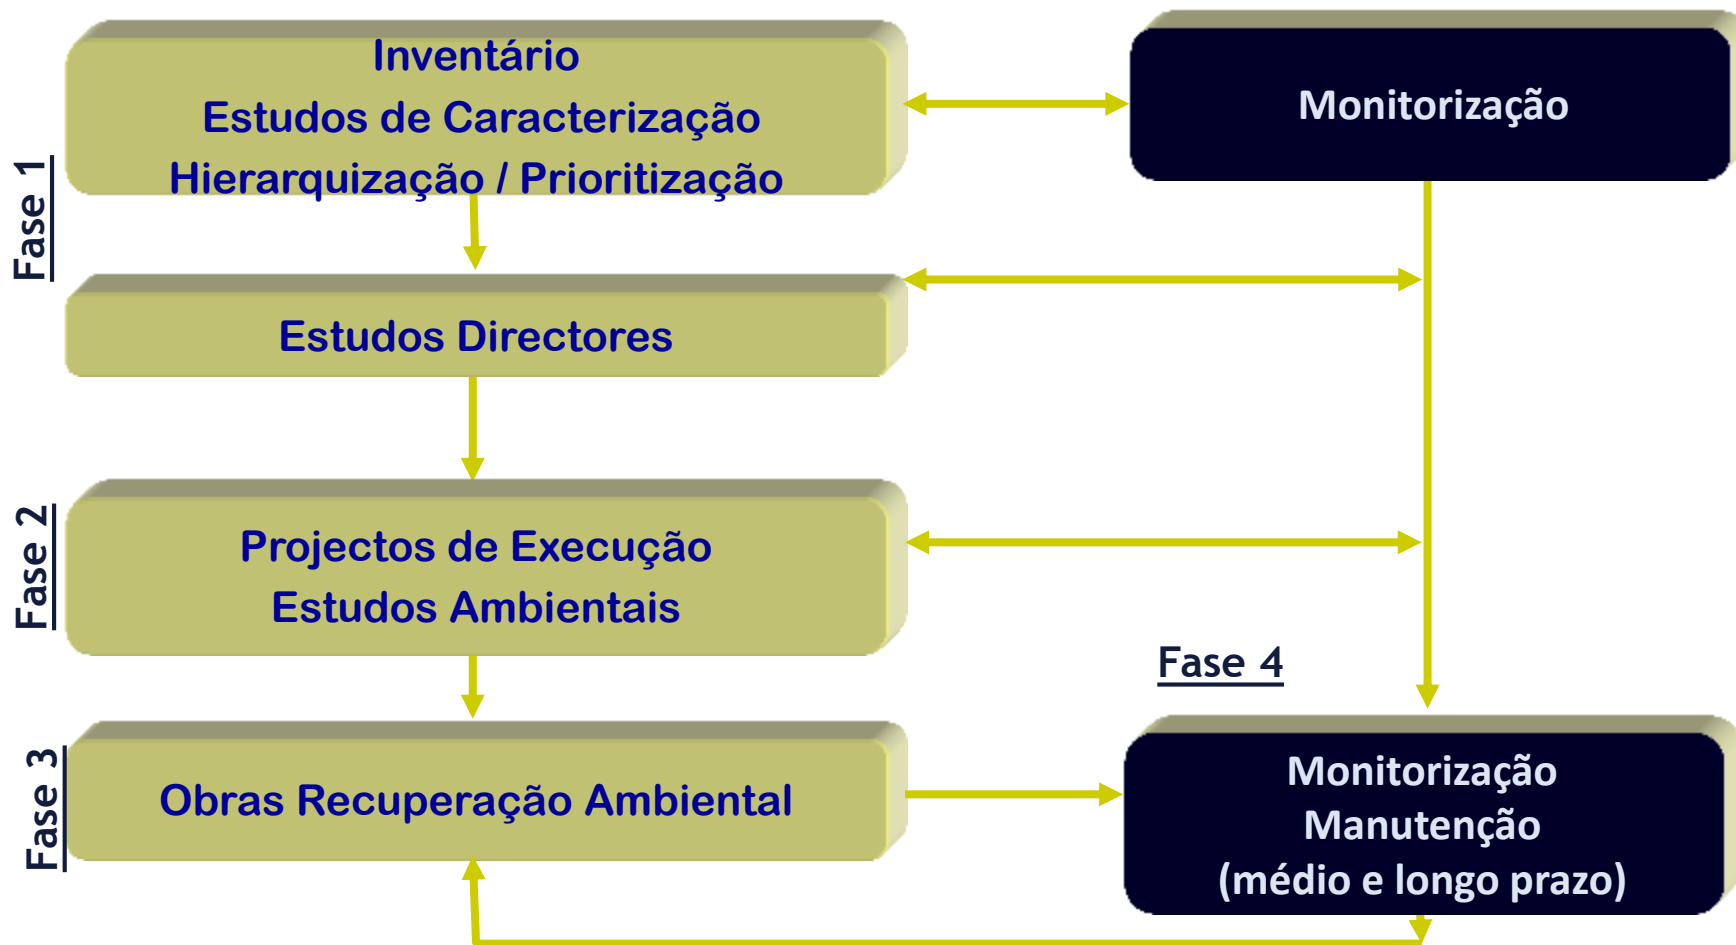 Fase 1
Inventário
Estudos de Caracterização
Hierarquização / Prioritização
Monitorização
Estudos Directores
Fase 2
Projectos de Execução
Estudos Ambientais
Fase 3
Obras Recuperação Ambiental
Fase 4
Monitorização
Manutenção
(médio e longo prazo)